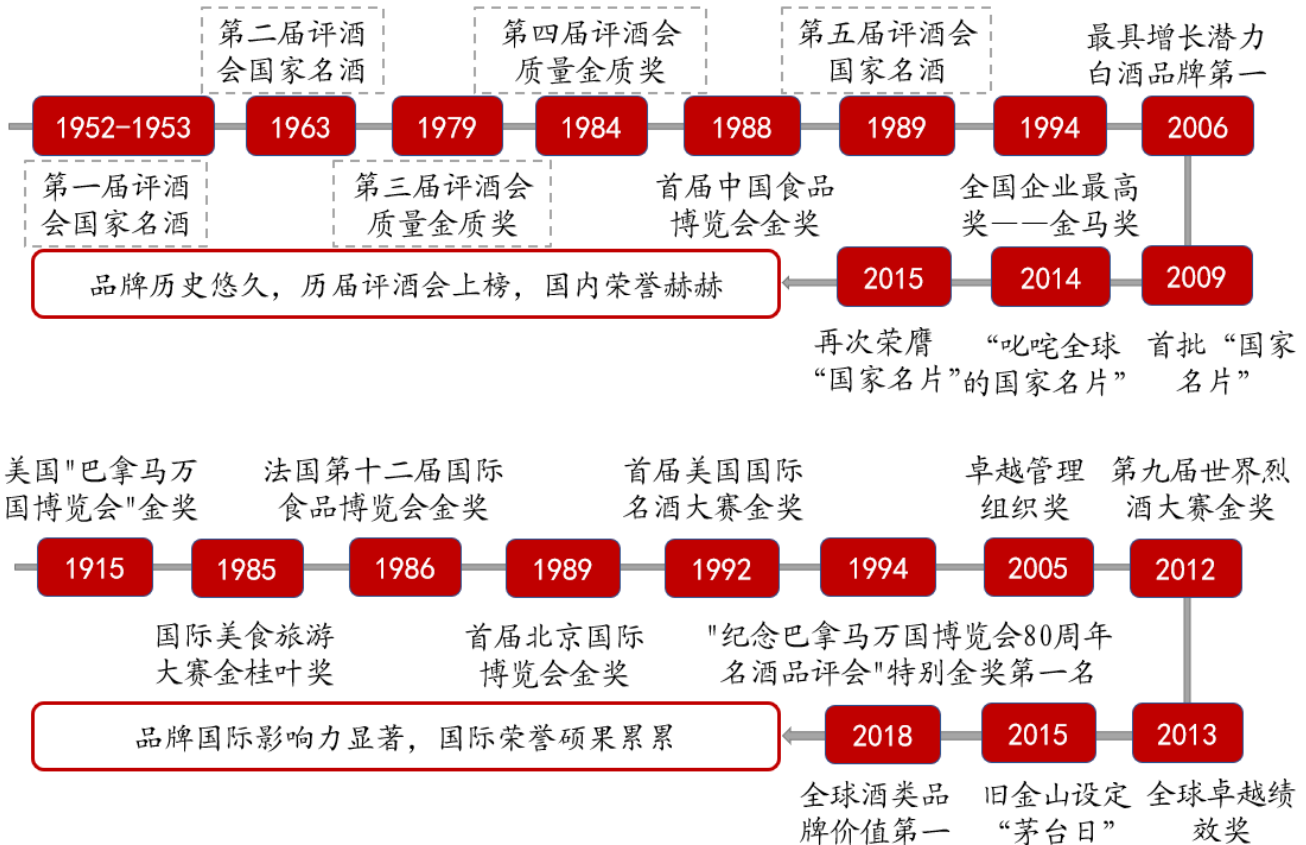 第二届评酒
会国家名酒
第四届评酒会
质量金质奖
第五届评酒会
国家名酒
最具增长潜力
白酒品牌第一
1952-1953
1963
1979
1984
1988
1989
1994
2006
第一届评酒
会国家名酒
第三届评酒会
质量金质奖
首届中国食品
博览会金奖
全国企业最高
奖——金马奖
品牌历史悠久，历届评酒会上榜，国内荣誉赫赫
2015
2014
2009
再次荣膺
“国家名片”
“叱咤全球
的国家名片”
首批“国家
名片”
美国"巴拿马万
国博览会"金奖
法国第十二届国际
食品博览会金奖
首届美国国际
名酒大赛金奖
卓越管理
组织奖
第九届世界烈
酒大赛金奖
1915
1985
1986
1989
1992
1994
2005
2012
国际美食旅游
大赛金桂叶奖
首届北京国际
博览会金奖
"纪念巴拿马万国博览会80周年
名酒品评会"特别金奖第一名
品牌国际影响力显著，国际荣誉硕果累累
2018
2015
2013
全球酒类品
牌价值第一
旧金山设定
“茅台日”
全球卓越绩
效奖